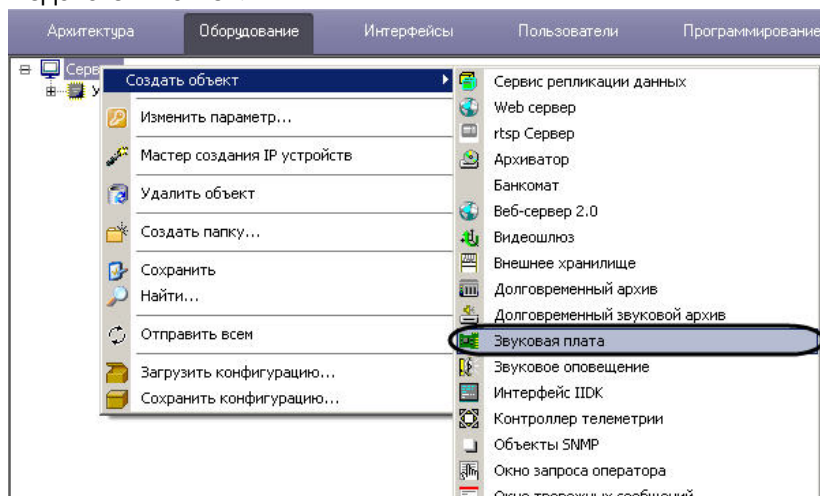 Архитектура
Оборудование
Интерфейсы
Пользователи
Программирование
Создать объект
Изменить параметр...
Мастер создания IP устройств
Удалить объект
Создать папку...
Сохранить
Найти...
Отправить всем
Загрузить конфигурацию...
Сохранить конфигурацию...
Сервис репликации данных
Web сервер
rtsp Сервер
Архиватор
Банкомат
Веб-сервер 2.0
Видеошлюз
Внешнее хранилище
Долговременный архив
Долговременный звуковой архив
Звуковая плата
Звуковое оповещение
Интерфейс IIDK
Контроллер телеметрии
Объекты SNMP
Окно запроса оператора
Окно тревожных сообщений